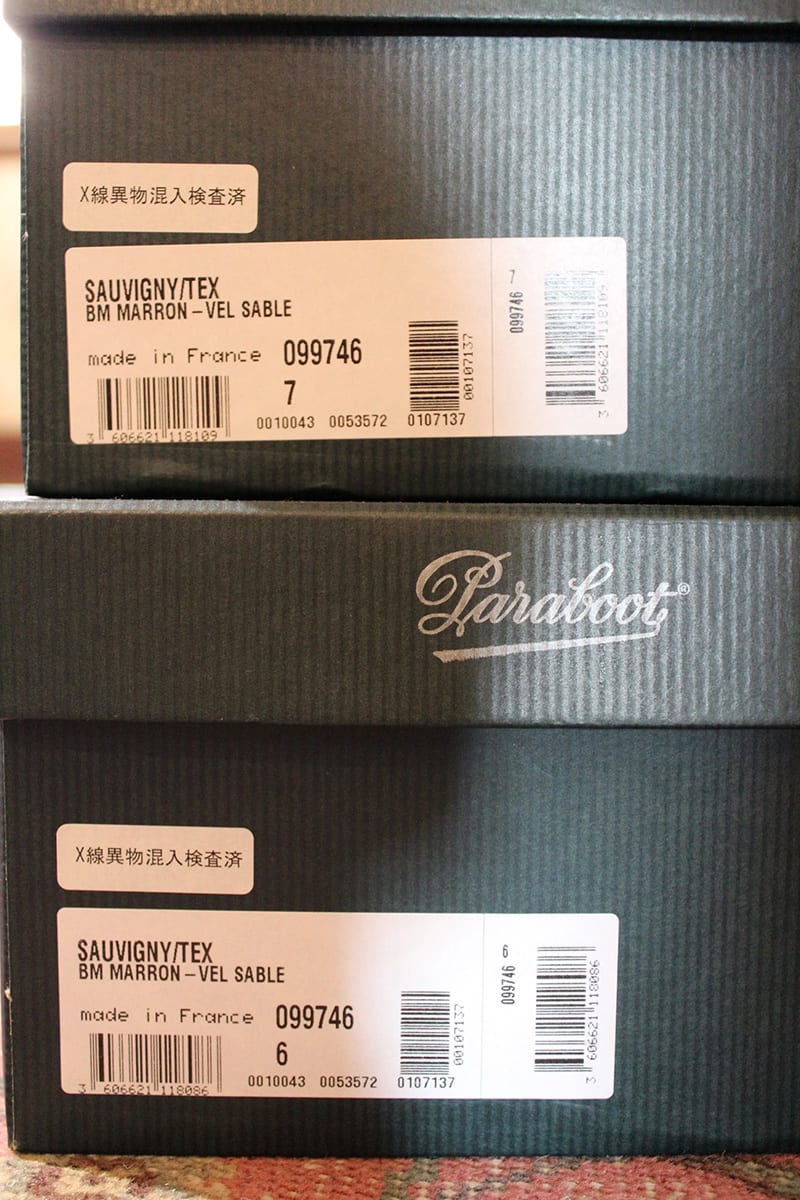 X線異物混入検査済
SAUVIGNY/TEX
BM MARRON – VEL SABLE
made in France 099746
7
3 606621 118109
0010043 0053572 0107137
00107137
099746 7
3 606621 118109
Paraboot®
X線異物混入検査済
SAUVIGNY/TEX
BM MARRON – VEL SABLE
made in France 099746
6
3 606621 118086
0010043 0053572 0107137
00107137
099746 6
3 606621 118086